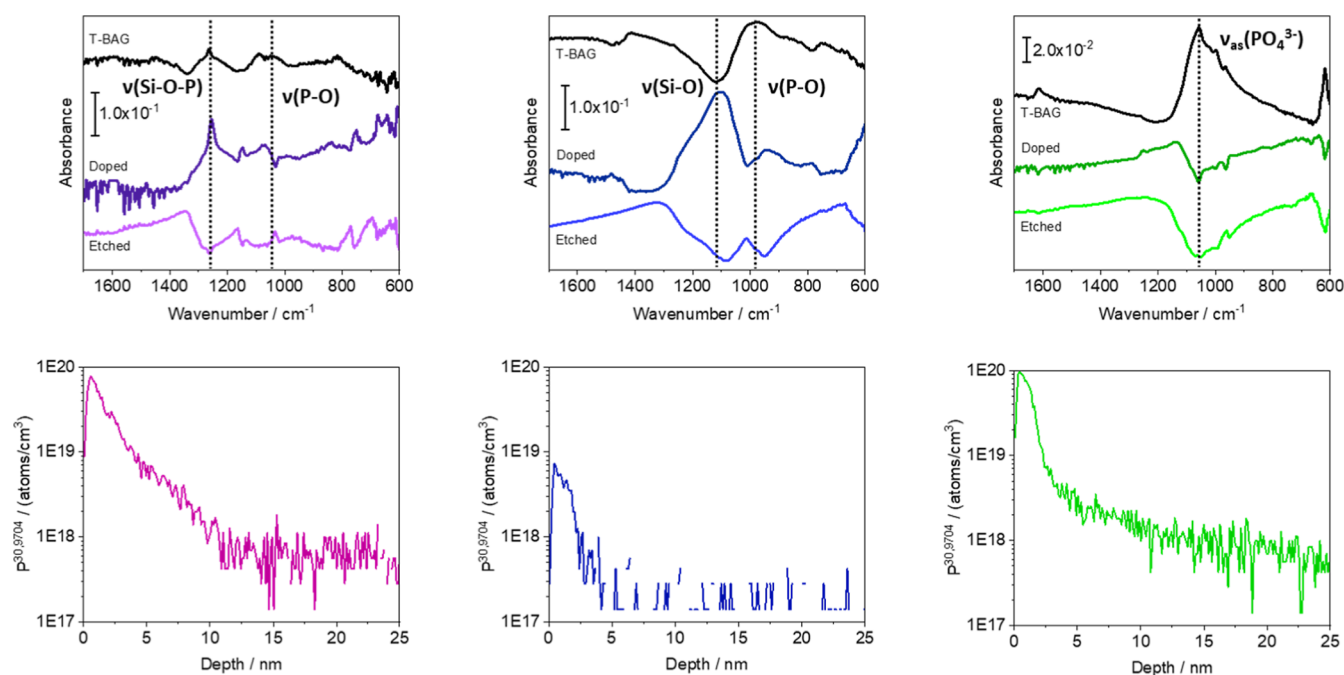 T-BAG
ν(Si-O-P)
ν(P-O)
1.0x10⁻¹
Doped
Etched
Absorbance
1600 1400 1200 1000 800 600
Wavenumber / cm⁻¹
T-BAG
ν(Si-O)
ν(P-O)
1.0x10⁻¹
Doped
Etched
Absorbance
1600 1400 1200 1000 800 600
Wavenumber / cm⁻¹
2.0x10⁻²
νas(PO₄³⁻)
T-BAG
Doped
Etched
Absorbance
1600 1400 1200 1000 800 600
Wavenumber / cm⁻¹
1E20
1E19
1E18
1E17
P³⁰·⁹⁷⁰⁴ / (atoms/cm³)
0 5 10 15 20 25
Depth / nm
1E20
1E19
1E18
1E17
P³⁰·⁹⁷⁰⁴ / (atoms/cm³)
0 5 10 15 20 25
Depth / nm
1E20
1E19
1E18
1E17
P³⁰·⁹⁷⁰⁴ / (atoms/cm³)
0 5 10 15 20 25
Depth / nm